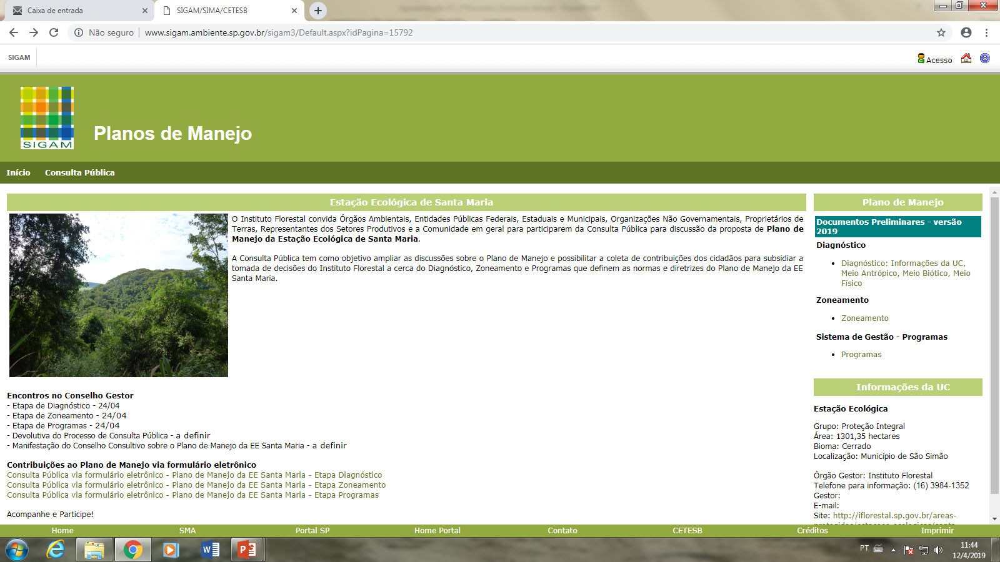 Caixa de entrada
SIGAM/SIMA/CETESB
Não seguro
www.sigam.ambiente.sp.gov.br/sigam3/Default.aspx?idPagina=15792
SIGAM
Acesso
SIGAM
Planos de Manejo
Início Consulta Pública
Estação Ecológica de Santa Maria
O Instituto Florestal convida Órgãos Ambientais, Entidades Públicas Federais, Estaduais e Municipais, Organizações Não Governamentais, Proprietários de
Terras, Representantes dos Setores Produtivos e a Comunidade em geral para participarem da Consulta Pública para discussão da proposta de Plano de
Manejo da Estação Ecológica de Santa Maria.
A Consulta Pública tem como objetivo ampliar as discussões sobre o Plano de Manejo e possibilitar a coleta de contribuições dos cidadãos para subsidiar a
tomada de decisões do Instituto Florestal a cerca do Diagnóstico, Zoneamento e Programas que definem as normas e diretrizes do Plano de Manejo da EE
Santa Maria.
Encontros no Conselho Gestor
- Etapa de Diagnóstico - 24/04
- Etapa de Zoneamento - 24/04
- Etapa de Programas - 24/04
- Devolutiva do Processo de Consulta Pública - a definir
- Manifestação do Conselho Consultivo sobre o Plano de Manejo da EE Santa Maria - a definir
Contribuições ao Plano de Manejo via formulário eletrônico
Consulta Pública via formulário eletrônico - Plano de Manejo da EE Santa Maria - Etapa Diagnóstico
Consulta Pública via formulário eletrônico - Plano de Manejo da EE Santa Maria - Etapa Zoneamento
Consulta Pública via formulário eletrônico - Plano de Manejo da EE Santa Maria - Etapa Programas
Acompanhe e Participe!
Plano de Manejo
Documentos Preliminares - versão
2019
Diagnóstico
• Diagnóstico: Informações da UC,
Meio Antrópico, Meio Biótico, Meio
Físico
Zoneamento
• Zoneamento
Sistema de Gestão - Programas
• Programas
Informações da UC
Estação Ecológica
Grupo: Proteção Integral
Área: 1301,35 hectares
Bioma: Cerrado
Localização: Município de São Simão
Órgão Gestor: Instituto Florestal
Telefone para informação: (16) 3984-1352
Gestor:
E-mail:
Site: http://iflorestal.sp.gov.br/areas-
Home SMA Portal SP Home Portal Contato CETESB Créditos Imprimir
PT
11:44
12/4/2019